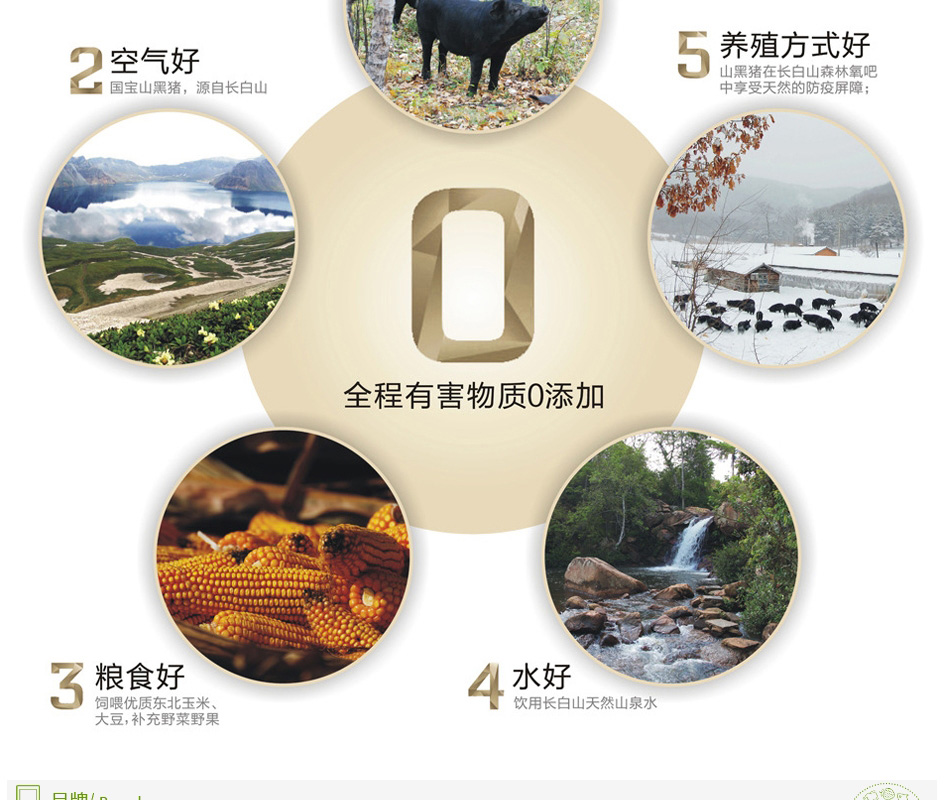 2 空气好
国宝山黑猪，源自长白山
5 养殖方式好
山黑猪在长白山森林氧吧
中享受天然的防疫屏障；
0
全程有害物质0添加
3 粮食好
饲喂优质东北玉米、
大豆，补充野菜野果
4 水好
饮用长白山天然山泉水